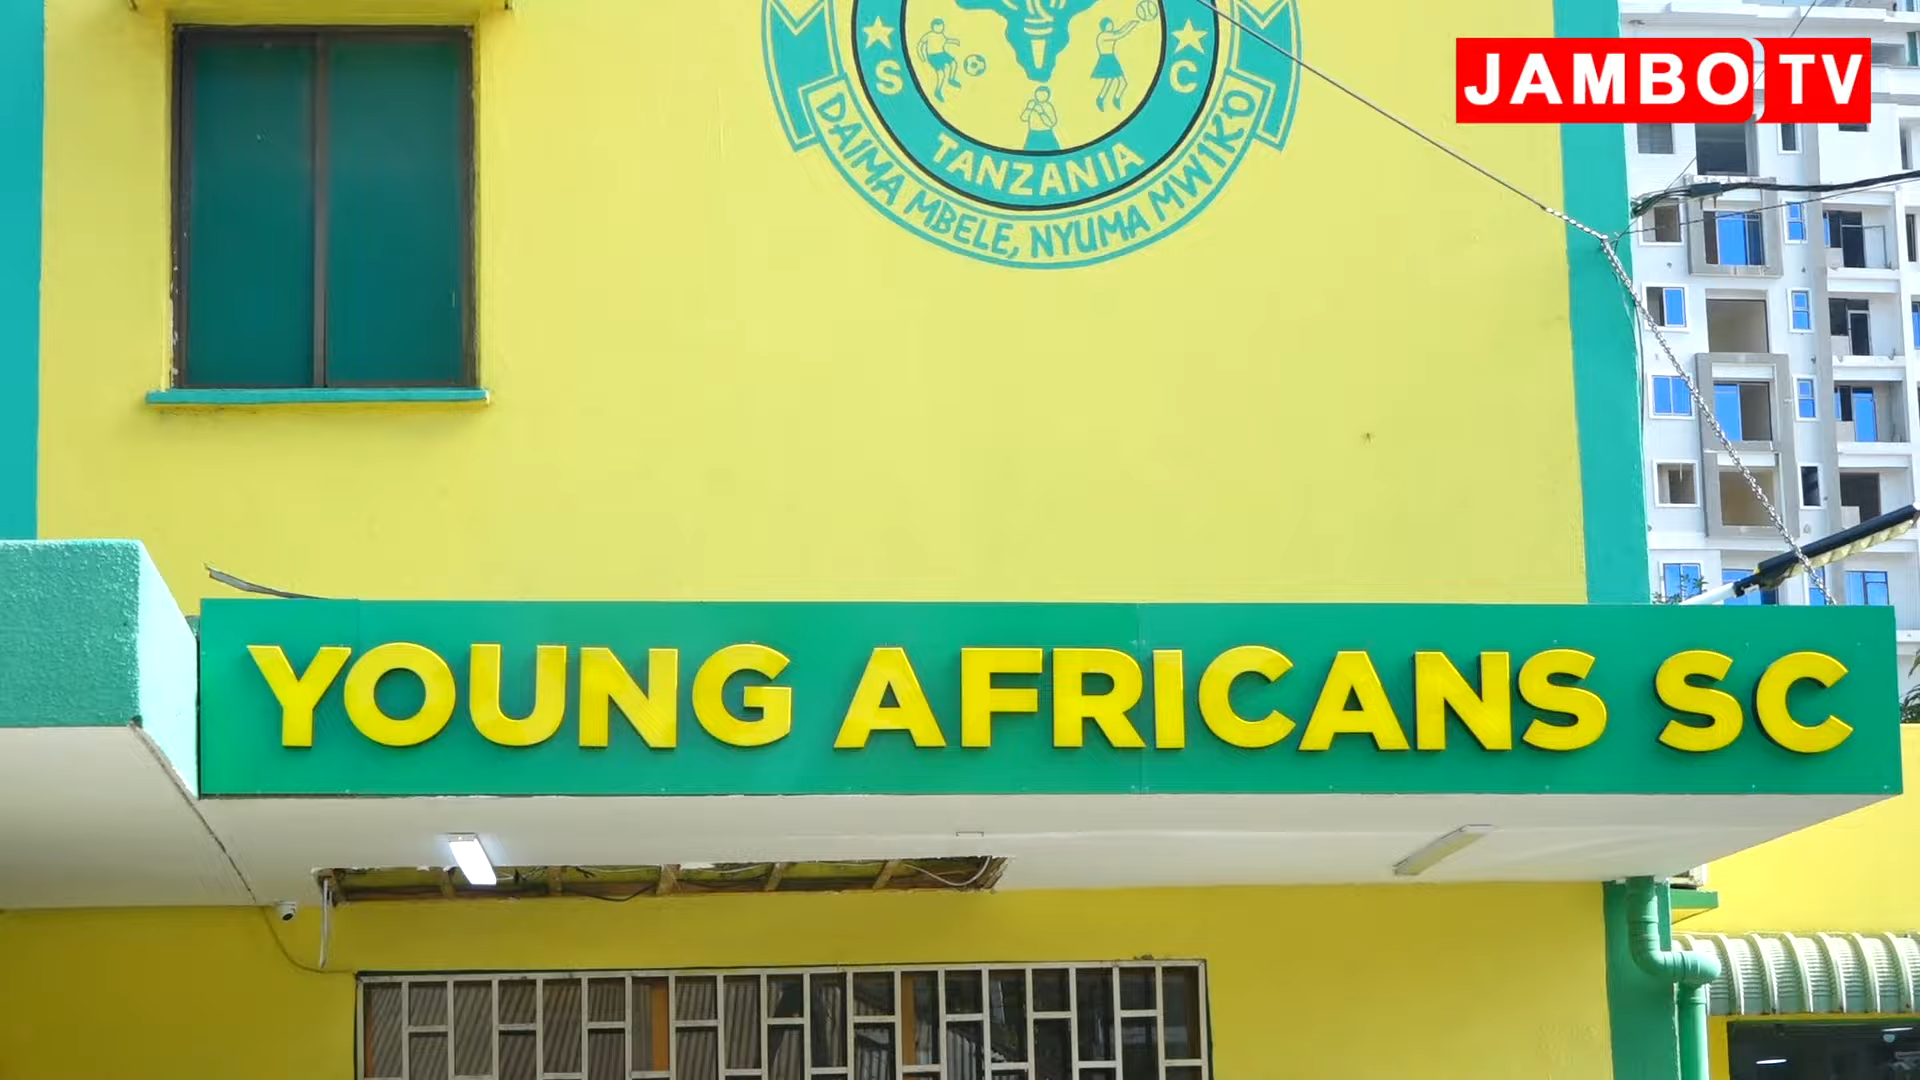 JAMBO TV
S C
TANZANIA
DAIMA MBELE, NYUMA MWIKO
YOUNG AFRICANS SC